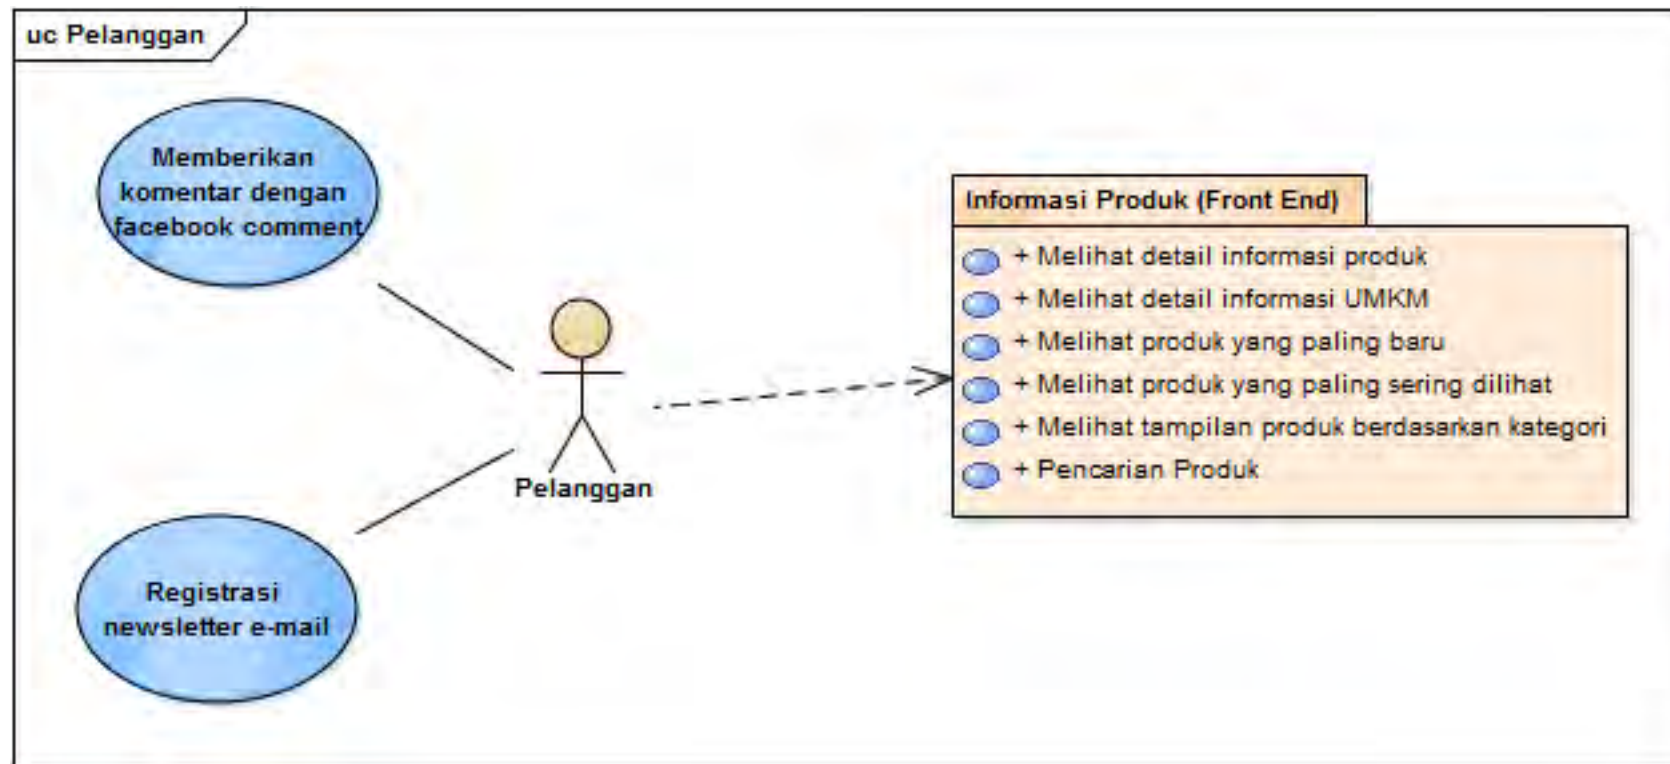 uc Pelanggan
Memberikan
komentar dengan
facebook comment
Informasi Produk (Front End)
+ Melihat detail informasi produk
+ Melihat detail informasi UMKM
+ Melihat produk yang paling baru
+ Melihat produk yang paling sering dilihat
+ Melihat tampilan produk berdasarkan kategori
+ Pencarian Produk
Pelanggan
Registrasi
newsletter e-mail